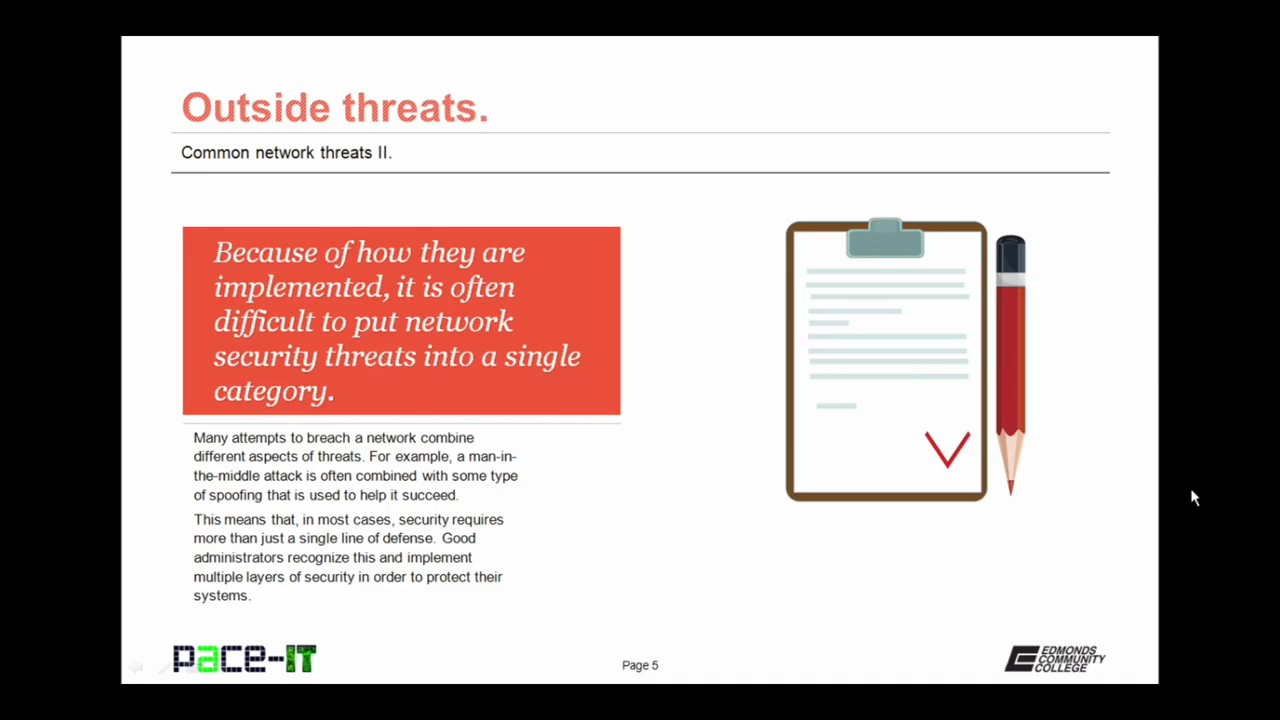 Outside threats.
Common network threats II.
Because of how they are
implemented, it is often
difficult to put network
security threats into a single
category.
Many attempts to breach a network combine
different aspects of threats. For example, a man-in-
the-middle attack is often combined with some type
of spoofing that is used to help it succeed.
This means that, in most cases, security requires
more than just a single line of defense. Good
administrators recognize this and implement
multiple layers of security in order to protect their
systems.
pace-IT
Page 5
EDMONDS
COMMUNITY
COLLEGE